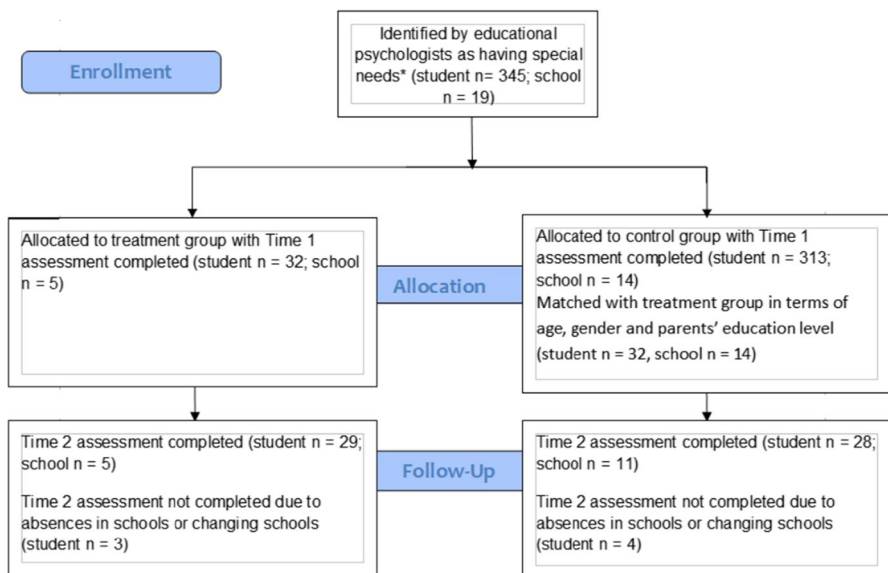 Identified by educational
psychologists as having special
needs* (student n= 345; school
n = 19)
Enrollment
Allocated to treatment group with Time 1
assessment completed (student n = 32; school
n = 5)
Allocation
Allocated to control group with Time 1
assessment completed (student n = 313;
school n = 14)
Matched with treatment group in terms of
age, gender and parents’ education level
(student n = 32, school n = 14)
Time 2 assessment completed (student n = 29;
school n = 5)
Time 2 assessment not completed due to
absences in schools or changing schools
(student n = 3)
Follow-Up
Time 2 assessment completed (student n = 28;
school n = 11)
Time 2 assessment not completed due to
absences in schools or changing schools
(student n = 4)